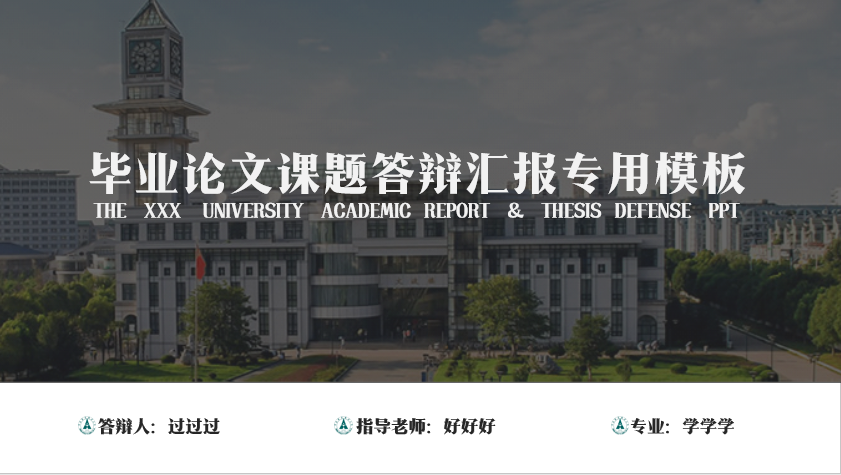 毕业论文课题答辩汇报专用模板
THE XXX UNIVERSITY ACADEMIC REPORT & THESIS DEFENSE PPT
答辩人：过过过 指导老师：好好好 专业：学学学